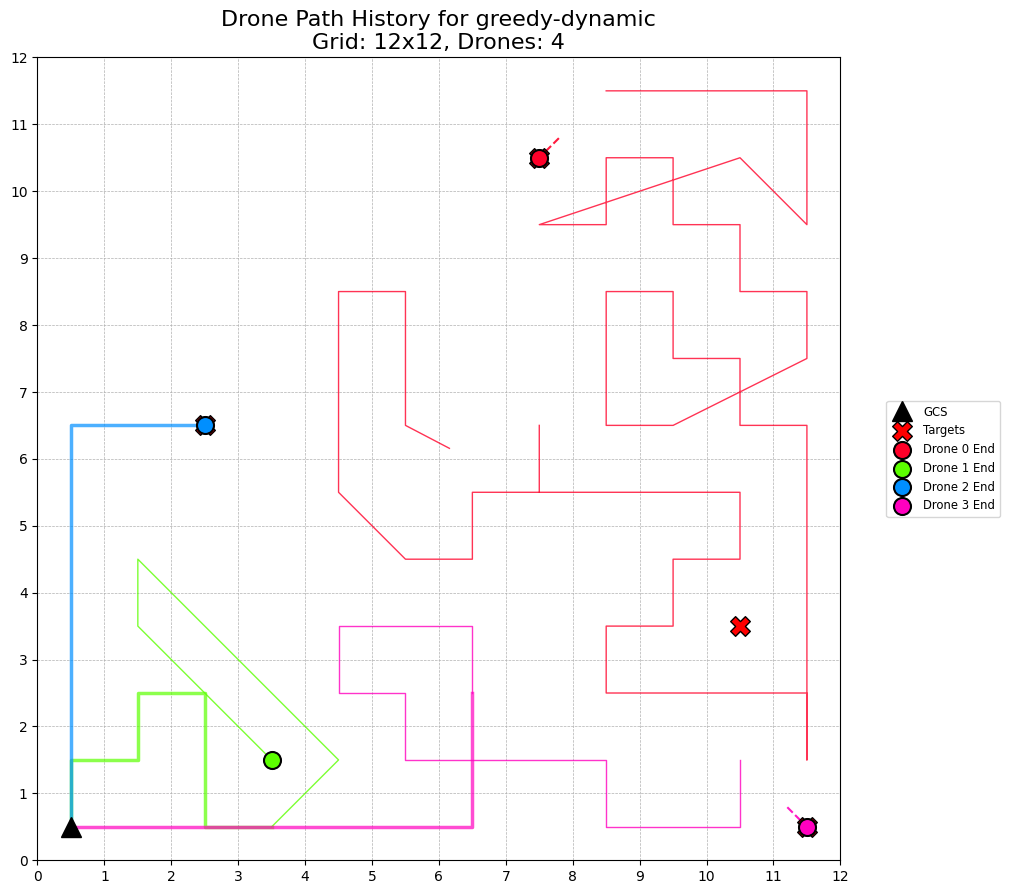 Drone Path History for greedy-dynamic
Grid: 12x12, Drones: 4
12
11
10
9
8
7
6
5
4
3
2
1
0
0 1 2 3 4 5 6 7 8 9 10 11 12
GCS
Targets
Drone 0 End
Drone 1 End
Drone 2 End
Drone 3 End